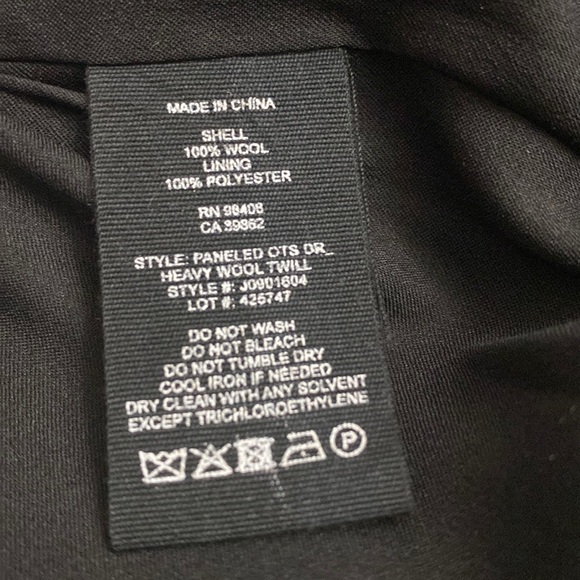 MADE IN CHINA
SHELL
100% WOOL
LINING
100% POLYESTER
RN 98408
CA 39862
STYLE: PANELED OTS DR_
HEAVY WOOL TWILL
STYLE #: J0901604
LOT #: 425747
DO NOT WASH
DO NOT BLEACH
DO NOT TUMBLE DRY
COOL IRON IF NEEDED
DRY CLEAN WITH ANY SOLVENT
EXCEPT TRICHLOROETHYLENE
P